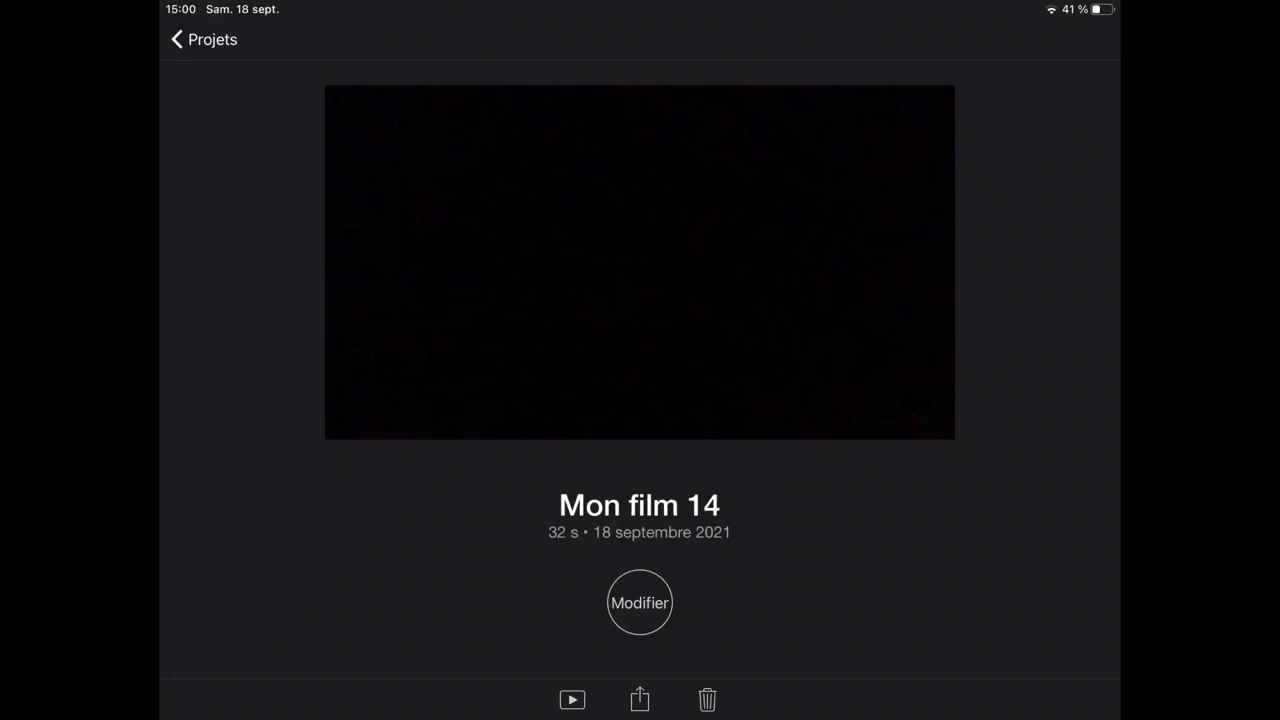 15:00 Sam. 18 sept. 41 %
Projets
Mon film 14
32 s • 18 septembre 2021
Modifier